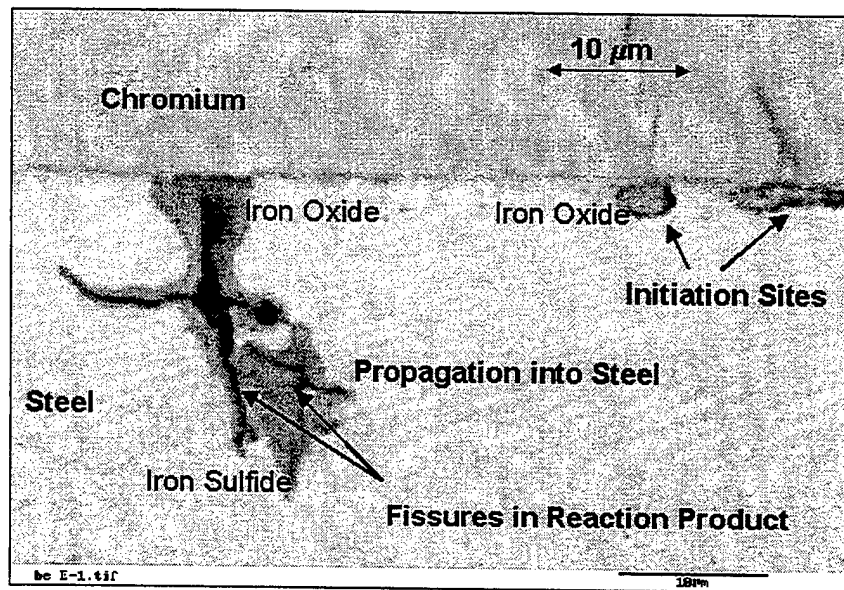 10 µm
Chromium
Iron Oxide
Iron Oxide
Initiation Sites
Propagation into Steel
Steel
Iron Sulfide
Fissures in Reaction Product
be E-1.tif
10µm